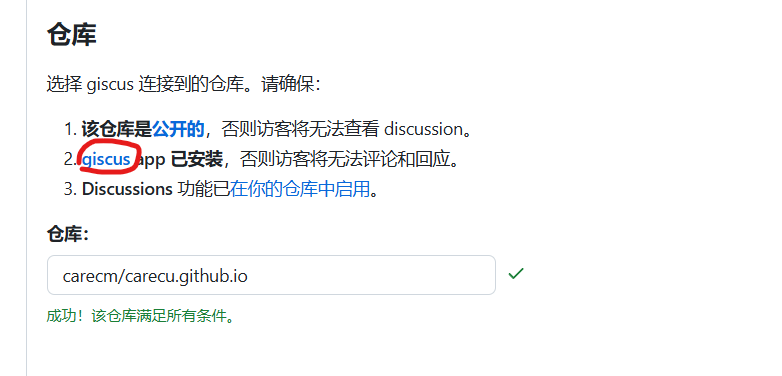 仓库
选择 giscus 连接到的仓库。请确保：
1. 该仓库是公开的，否则访客将无法查看 discussion。
2. giscus app 已安装，否则访客将无法评论和回应。
3. Discussions 功能已在你的仓库中启用。
仓库：
carecm/carecu.github.io
成功！该仓库满足所有条件。